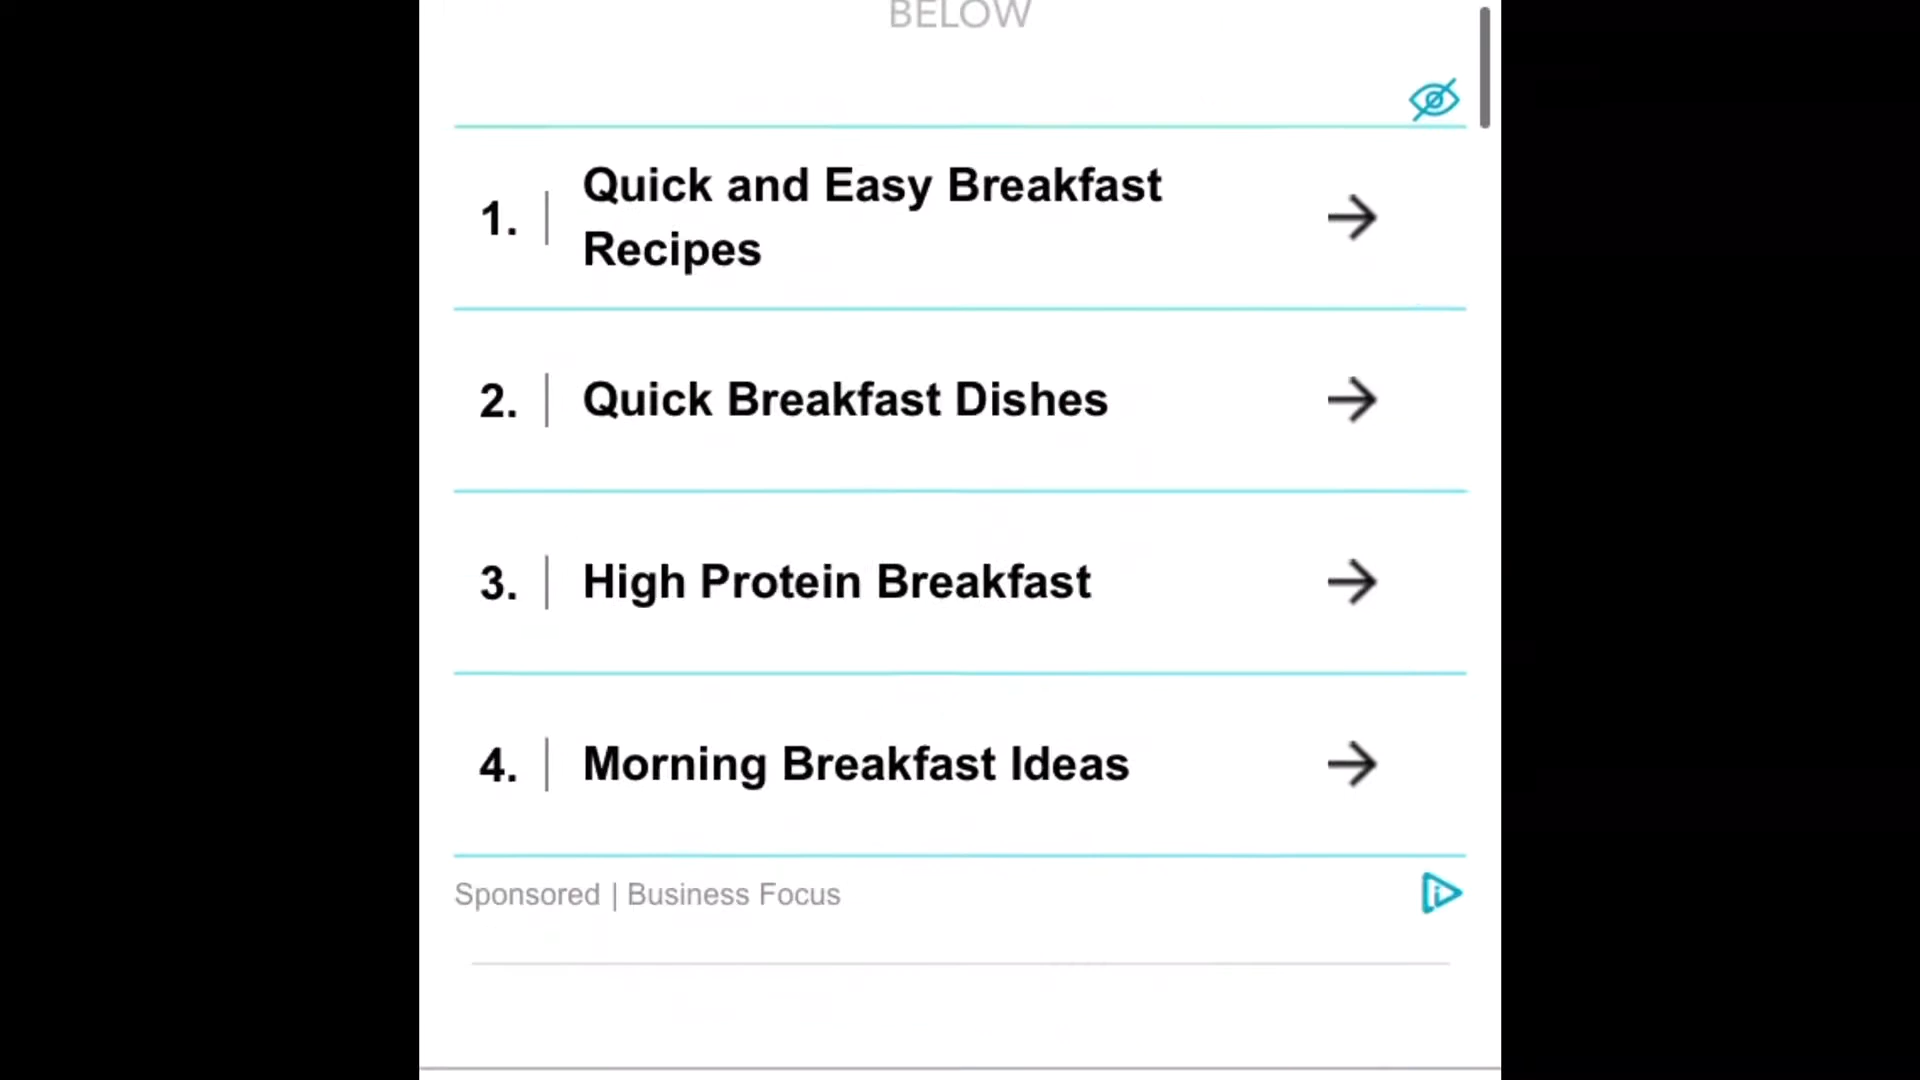 BELOW
1. | Quick and Easy Breakfast
Recipes
2. | Quick Breakfast Dishes
3. | High Protein Breakfast
4. | Morning Breakfast Ideas
Sponsored | Business Focus